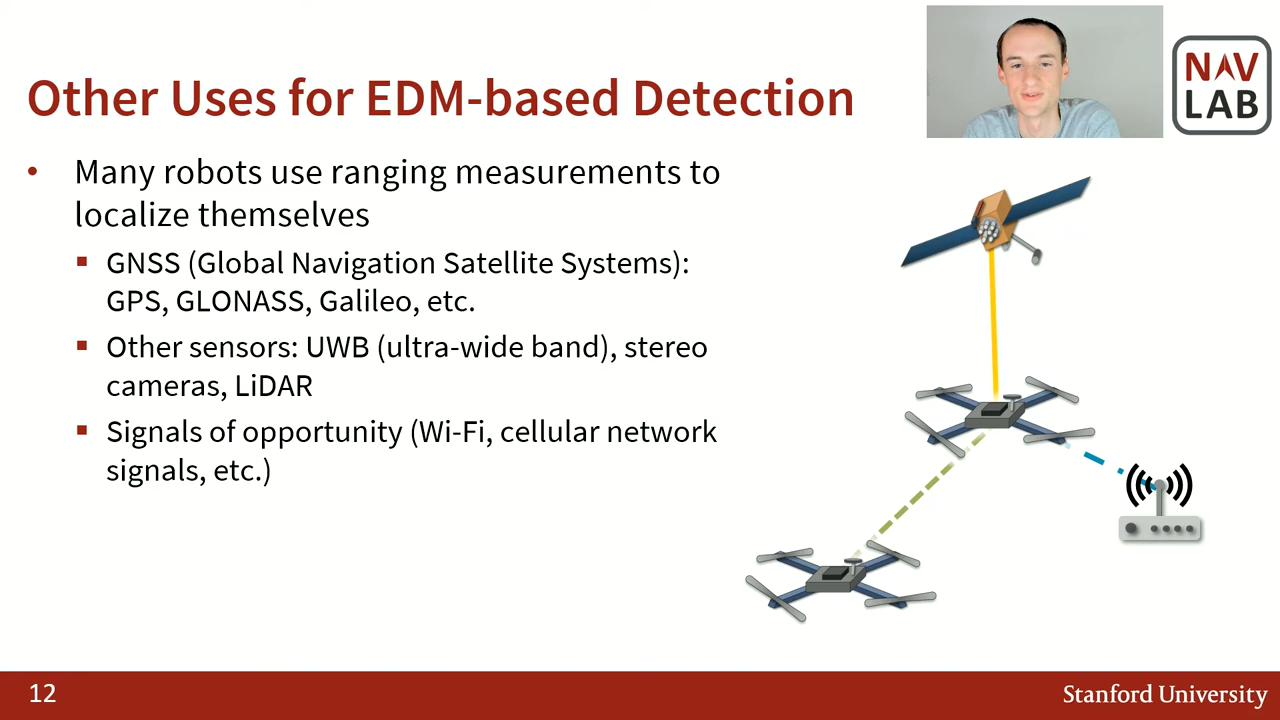 Other Uses for EDM-based Detection
NAV
LAB
• Many robots use ranging measurements to
localize themselves
▪ GNSS (Global Navigation Satellite Systems):
GPS, GLONASS, Galileo, etc.
▪ Other sensors: UWB (ultra-wide band), stereo
cameras, LiDAR
▪ Signals of opportunity (Wi-Fi, cellular network
signals, etc.)
12
Stanford University